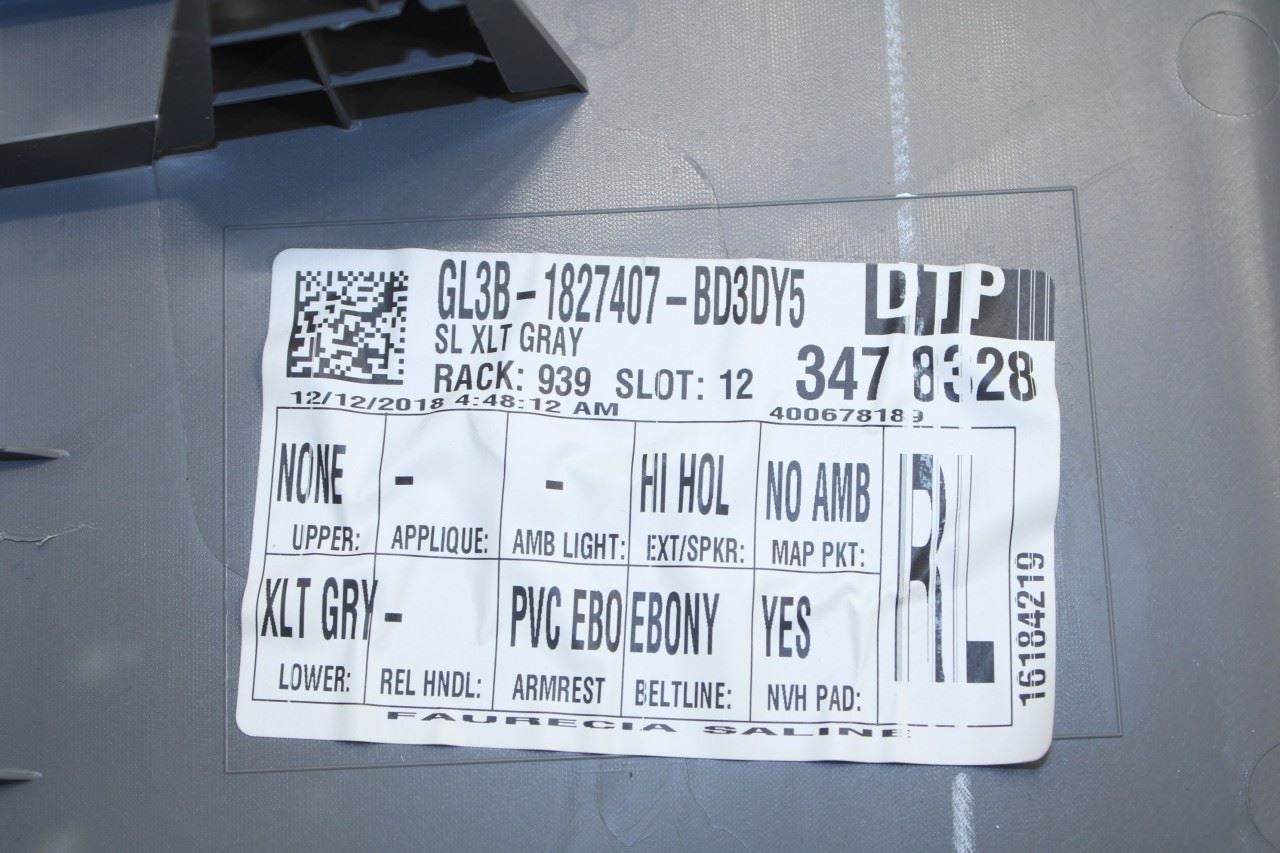 GL3B-1827407-BD3DY5
DTP
SL XLT GRAY
RACK: 939 SLOT: 12
347 8328
12/12/2018 4:48:12 AM
400678189
NONE - - HI HOL NO AMB
UPPER: APPLIQUE: AMB LIGHT: EXT/SPKR: MAP PKT:
XLT GRY - PVC EBO EBONY YES
LOWER: REL HNDL: ARMREST BELTLINE: NVH PAD:
RL
16184219
FAURECIA SALINE